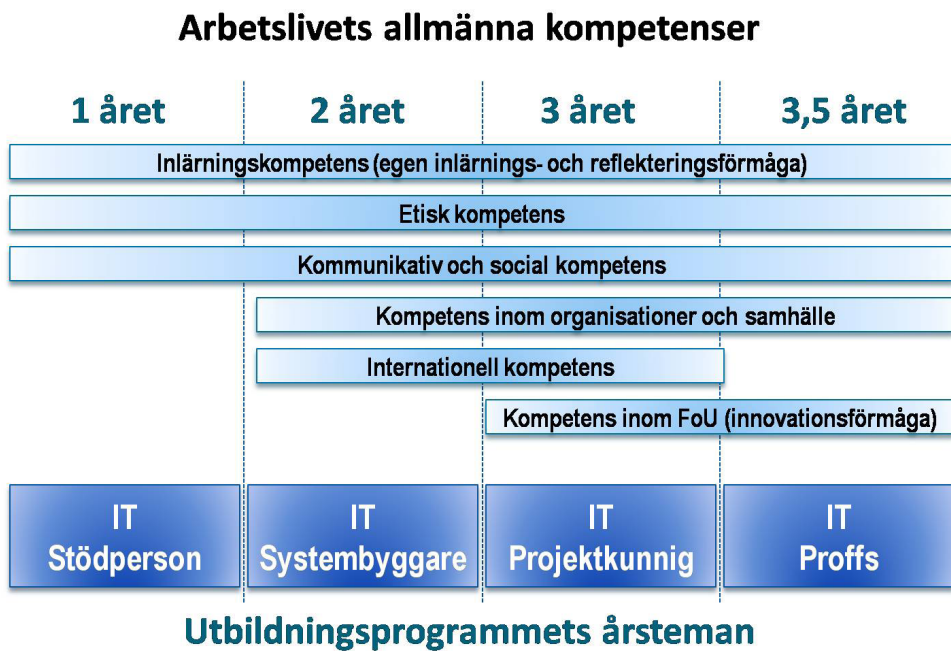 Arbetslivets allmänna kompetenser
1 året
2 året
3 året
3,5 året
Inlärningskompetens (egen inlärnings- och reflekteringsförmåga)
Etisk kompetens
Kommunikativ och social kompetens
Kompetens inom organisationer och samhälle
Internationell kompetens
Kompetens inom FoU (innovationsförmåga)
IT
Stödperson
IT
Systembyggare
IT
Projektkunnig
IT
Proffs
Utbildningsprogrammets årsteman